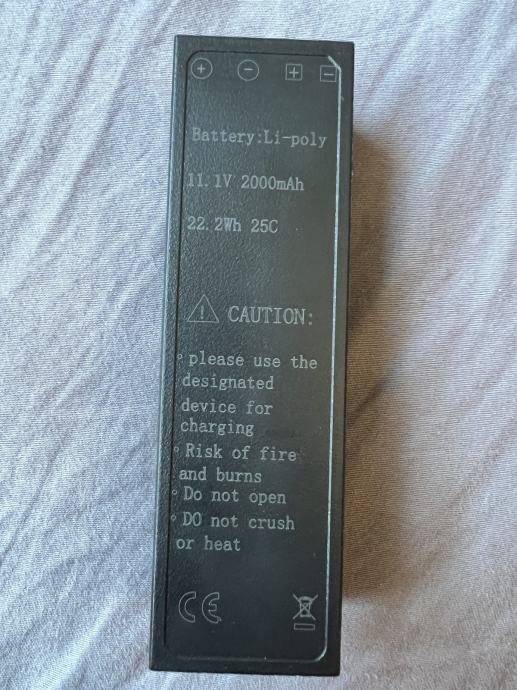 Battery:Li-poly
11.1V 2000mAh
22.2Wh 25C
CAUTION:
please use the
designated
device for
charging
Risk of fire
and burns
Do not open
DO not crush
or heat
CE